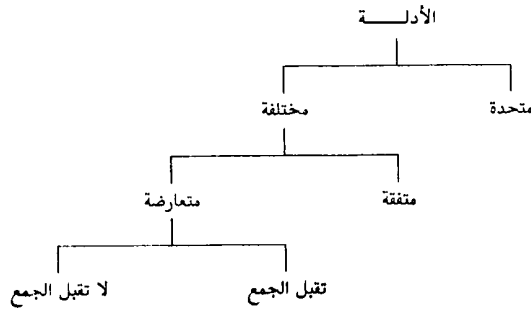 الأدلـــــة
متحدة مختلفة
متفقة متعارضة
تقبل الجمع لا تقبل الجمع